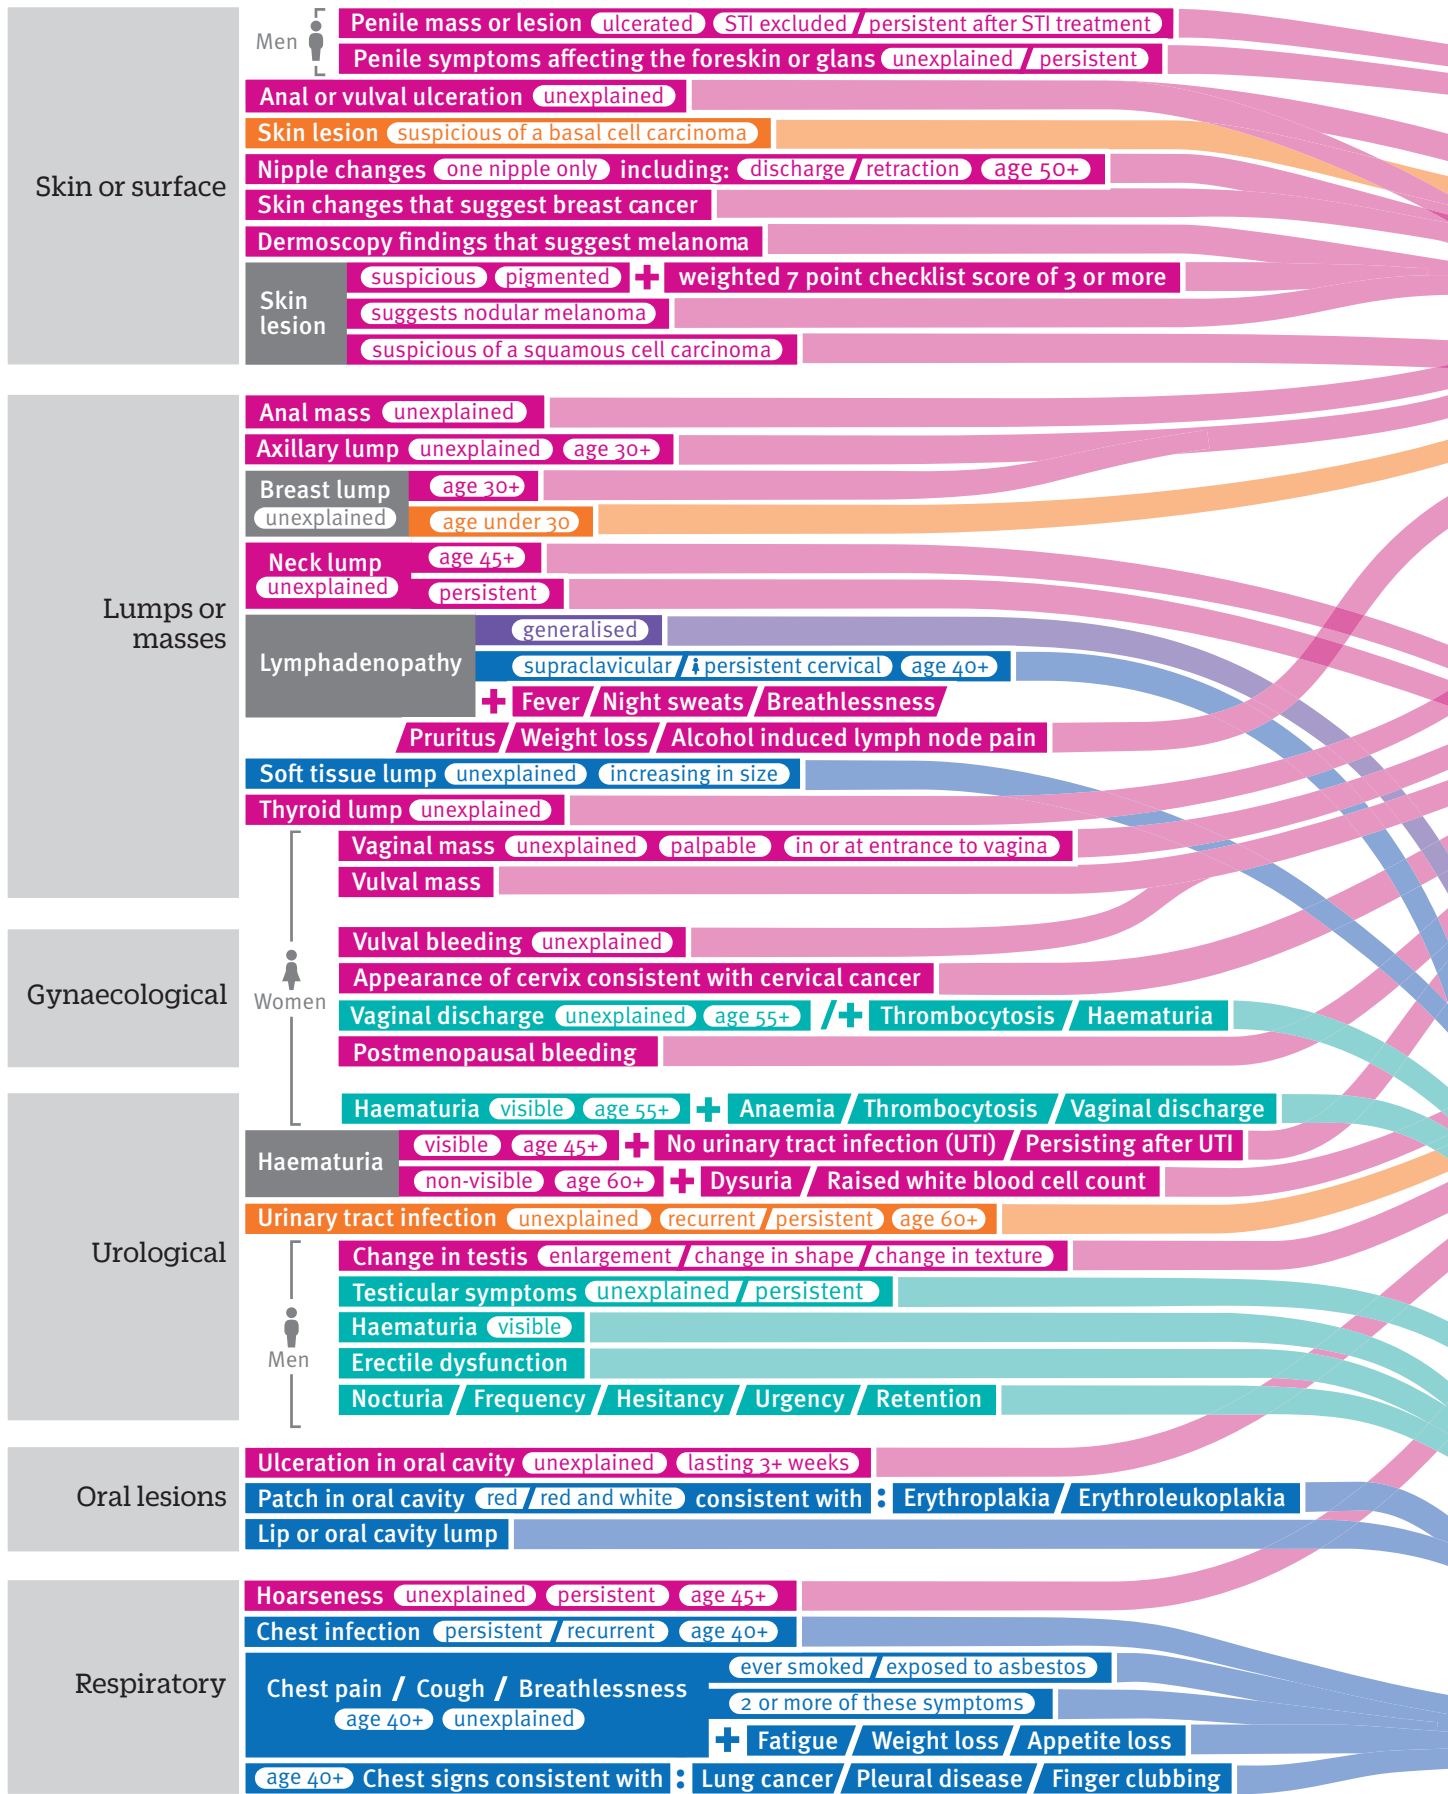 Skin or surface
Men
Penile mass or lesion ulcerated STI excluded / persistent after STI treatment
Penile symptoms affecting the foreskin or glans unexplained / persistent
Anal or vulval ulceration unexplained
Skin lesion suspicious of a basal cell carcinoma
Nipple changes one nipple only including: discharge / retraction age 50+
Skin changes that suggest breast cancer
Dermoscopy findings that suggest melanoma
Skin lesion
suspicious pigmented + weighted 7 point checklist score of 3 or more
suggests nodular melanoma
suspicious of a squamous cell carcinoma
Lumps or masses
Anal mass unexplained
Axillary lump unexplained age 30+
Breast lump unexplained
age 30+
age under 30
Neck lump unexplained
age 45+
persistent
Lymphadenopathy
generalised
supraclavicular / persistent cervical age 40+
+ Fever / Night sweats / Breathlessness
Pruritus / Weight loss / Alcohol induced lymph node pain
Soft tissue lump unexplained increasing in size
Thyroid lump unexplained
Vaginal mass unexplained palpable in or at entrance to vagina
Vulval mass
Gynaecological
Women
Vulval bleeding unexplained
Appearance of cervix consistent with cervical cancer
Vaginal discharge unexplained age 55+ /+ Thrombocytosis / Haematuria
Postmenopausal bleeding
Urological
Haematuria visible age 55+ + Anaemia / Thrombocytosis / Vaginal discharge
Haematuria
visible age 45+ + No urinary tract infection (UTI) / Persisting after UTI
non-visible age 60+ + Dysuria / Raised white blood cell count
Urinary tract infection unexplained recurrent / persistent age 60+
Men
Change in testis enlargement / change in shape / change in texture
Testicular symptoms unexplained / persistent
Haematuria visible
Erectile dysfunction
Nocturia / Frequency / Hesitancy / Urgency / Retention
Oral lesions
Ulceration in oral cavity unexplained lasting 3+ weeks
Patch in oral cavity red / red and white consistent with : Erythroplakia / Erythroleukoplakia
Lip or oral cavity lump
Respiratory
Hoarseness unexplained persistent age 45+
Chest infection persistent / recurrent age 40+
Chest pain / Cough / Breathlessness
age 40+ unexplained
ever smoked / exposed to asbestos
2 or more of these symptoms
+ Fatigue / Weight loss / Appetite loss
age 40+ Chest signs consistent with : Lung cancer / Pleural disease / Finger clubbing